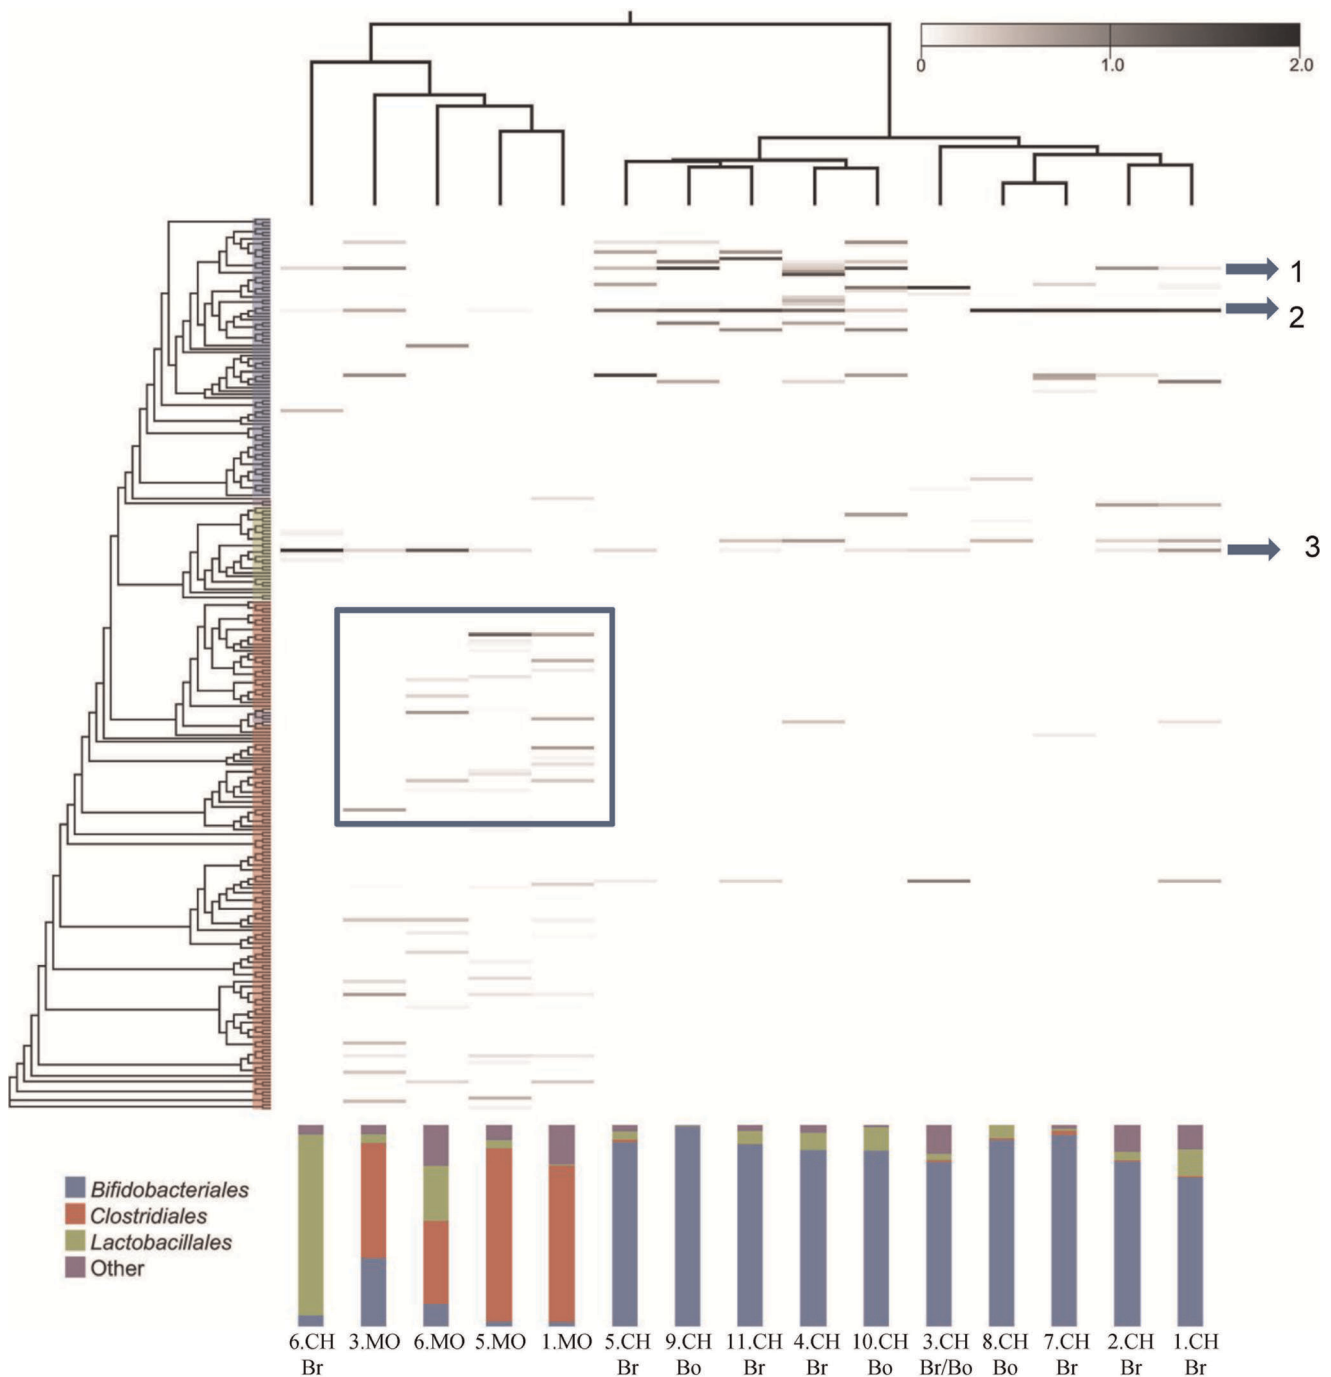 0 1.0 2.0
1
2
3
Bifidobacteriales
Clostridiales
Lactobacillales
Other
6.CH 3.MO 6.MO 5.MO 1.MO 5.CH 9.CH 11.CH 4.CH 10.CH 3.CH 8.CH 7.CH 2.CH 1.CH
Br Br Bo Br Br Bo Br/Bo Bo Br Br Br